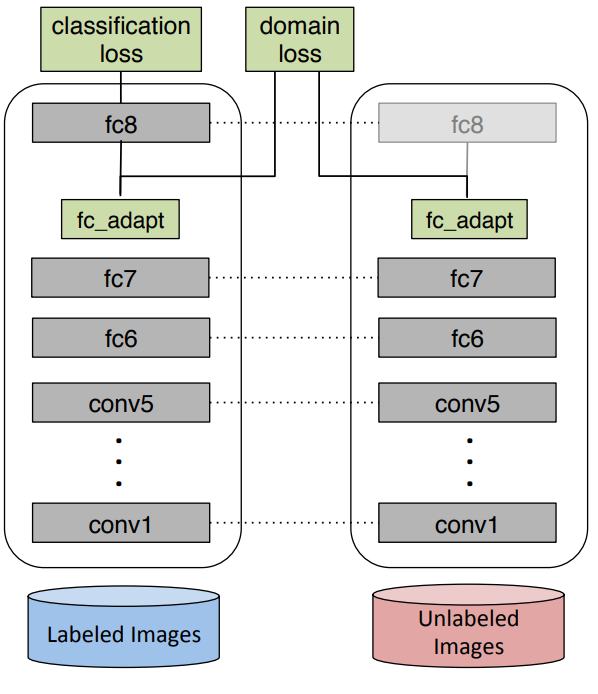 classification
loss
domain
loss
fc8
fc8
fc_adapt
fc_adapt
fc7
fc7
fc6
fc6
conv5
conv5
conv1
conv1
Labeled Images
Unlabeled
Images